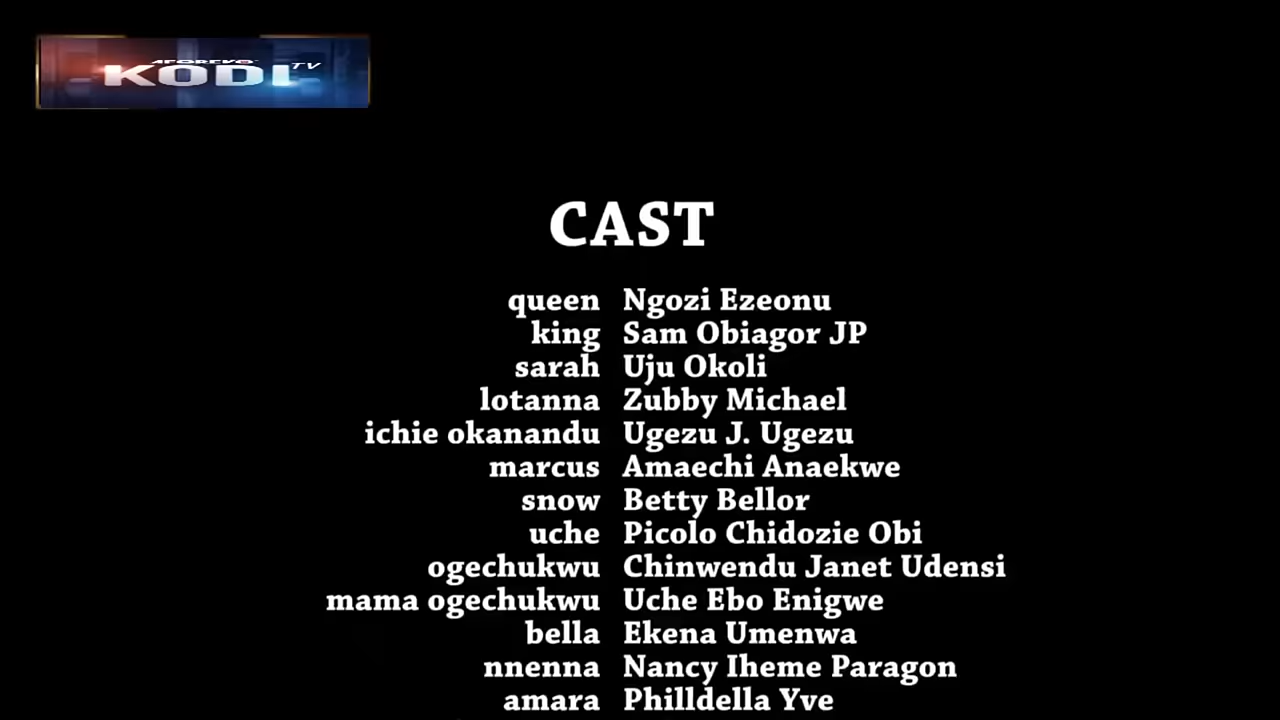 AFOREVO
KODI TV
CAST
queen Ngozi Ezeonu
king Sam Obiagor JP
sarah Uju Okoli
lotanna Zubby Michael
ichie okanandu Ugezu J. Ugezu
marcus Amaechi Anaekwe
snow Betty Bellor
uche Picolo Chidozie Obi
ogechukwu Chinwendu Janet Udensi
mama ogechukwu Uche Ebo Enigwe
bella Ekena Umenwa
nnenna Nancy Iheme Paragon
amara Philldella Yve